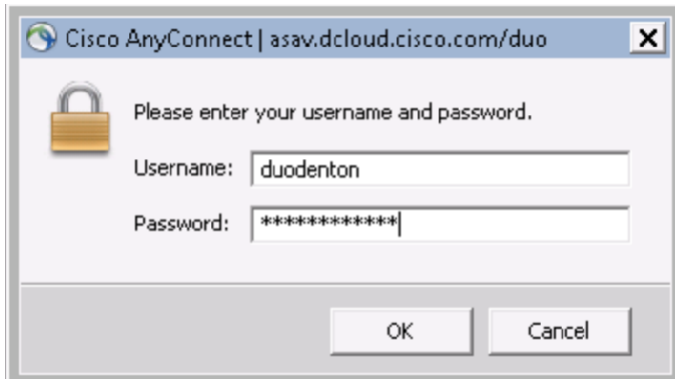 Cisco AnyConnect | asav.dcloud.cisco.com/duo
Please enter your username and password.
Username: duodenton
Password: ************
OK Cancel